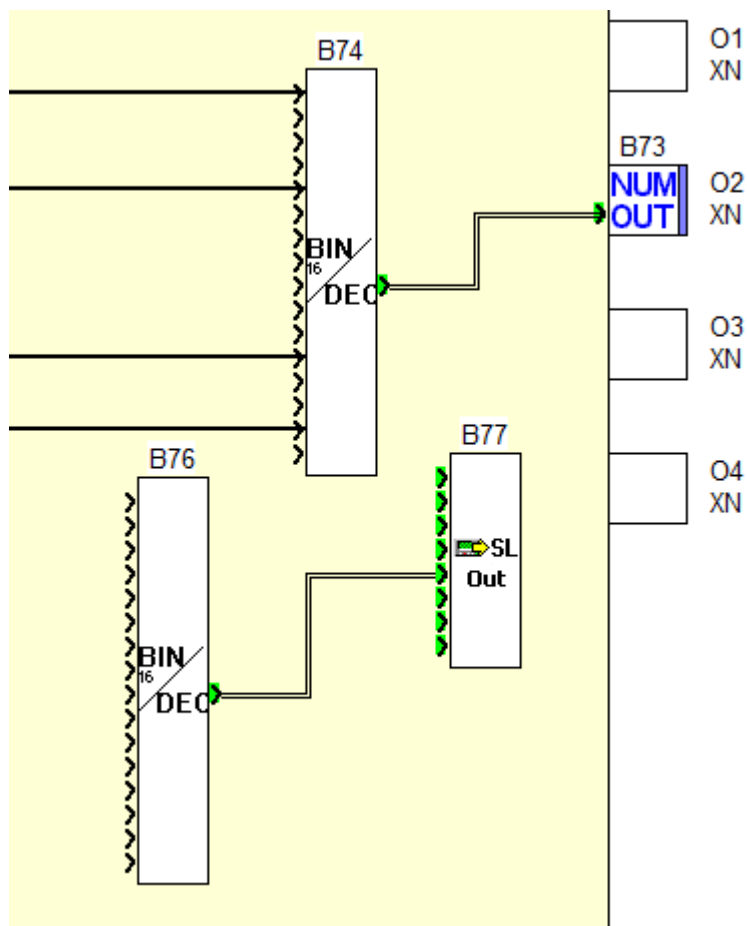 B74
O1
XN
B73
NUM
OUT
O2
XN
BIN
16
DEC
O3
XN
B77
B76
O4
XN
SL
Out
BIN
16
DEC